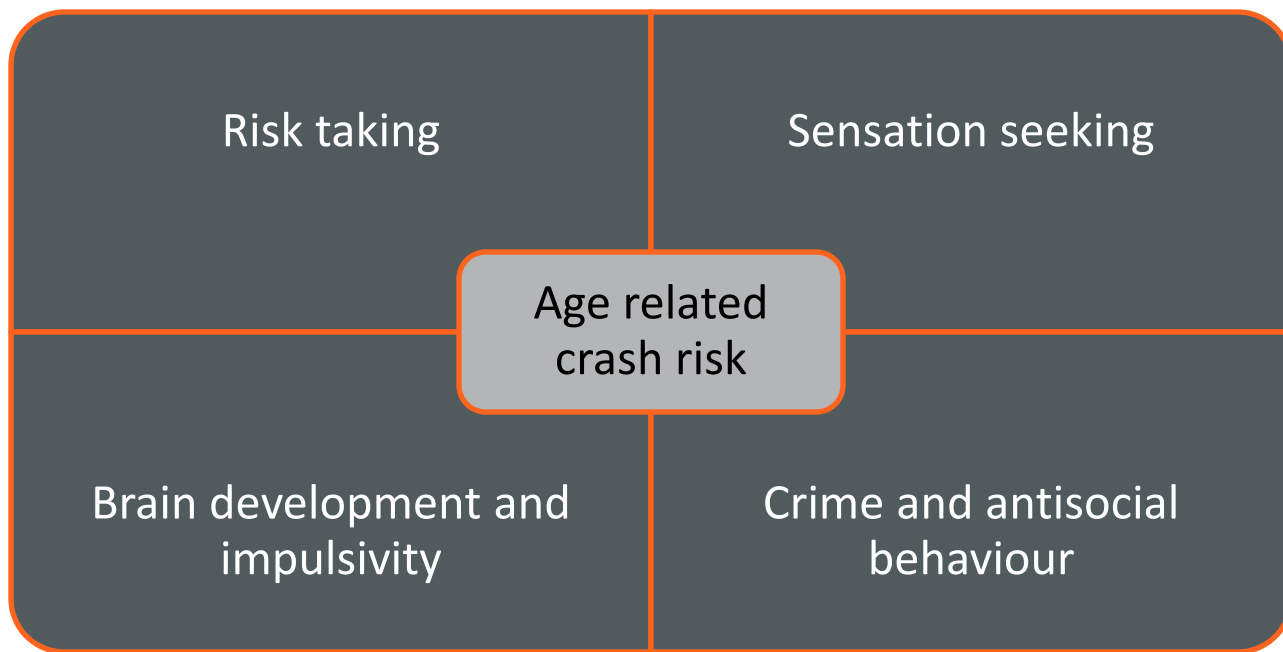 Risk taking
Sensation seeking
Age related
crash risk
Brain development and
impulsivity
Crime and antisocial
behaviour